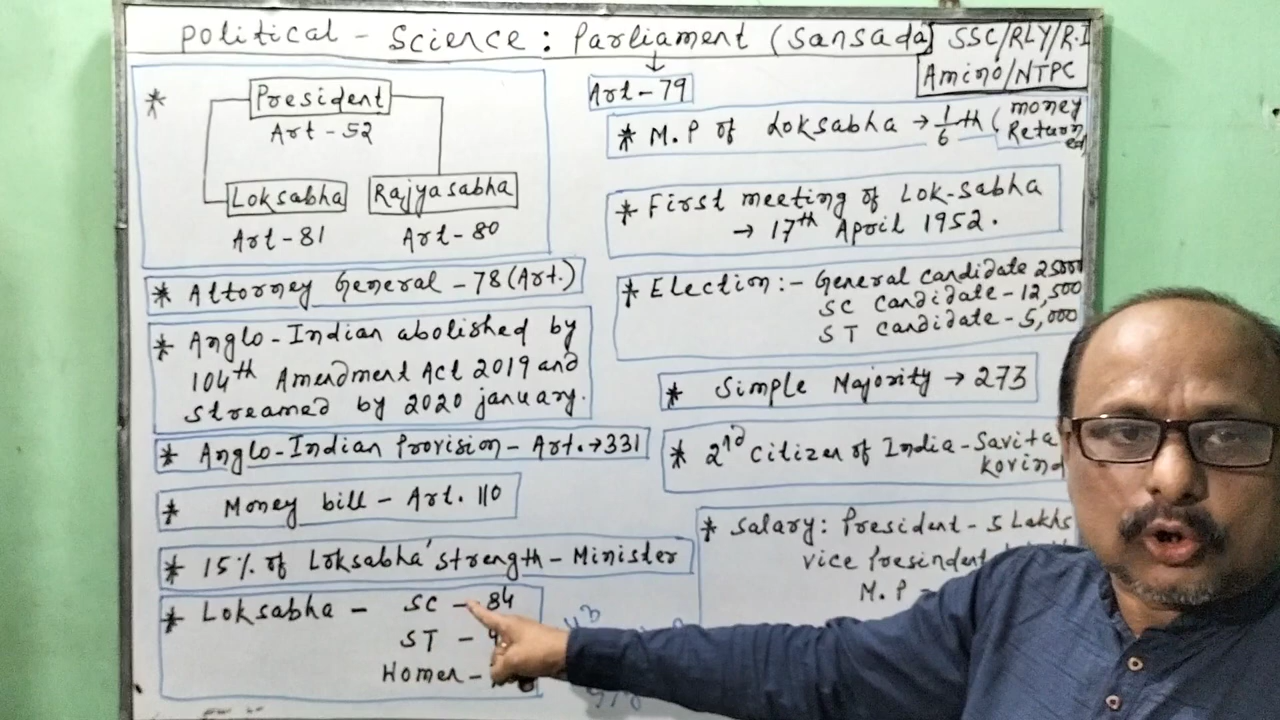 Political - Science : Parliament (Sansada)
SSC/RLY/R.I
Amino/NTPC
* President
Art - 52
Loksabha Rajyasabha
Art - 81 Art - 80
* Attorney General - 78 (Art.)
* Anglo-Indian abolished by
104th Amendment Act 2019 and
streamed by 2020 january.
* Anglo-Indian Provision - Art. → 331
* Money bill - Art. 110
* 15% of Loksabha's strength - Minister
* Loksabha - SC - 84
ST -
Homen -
Art - 79
* M.P of Loksabha → 1/6 th (money
Returned
* First meeting of Lok-Sabha
→ 17th April 1952.
* Election :- General candidate 25000
SC candidate - 12,500
ST candidate - 5,000
* Simple Majority → 273
* 2nd Citizen of India - Savita
Kovind
* Salary : President - 5 Lakhs
vice Presindent
M.P -